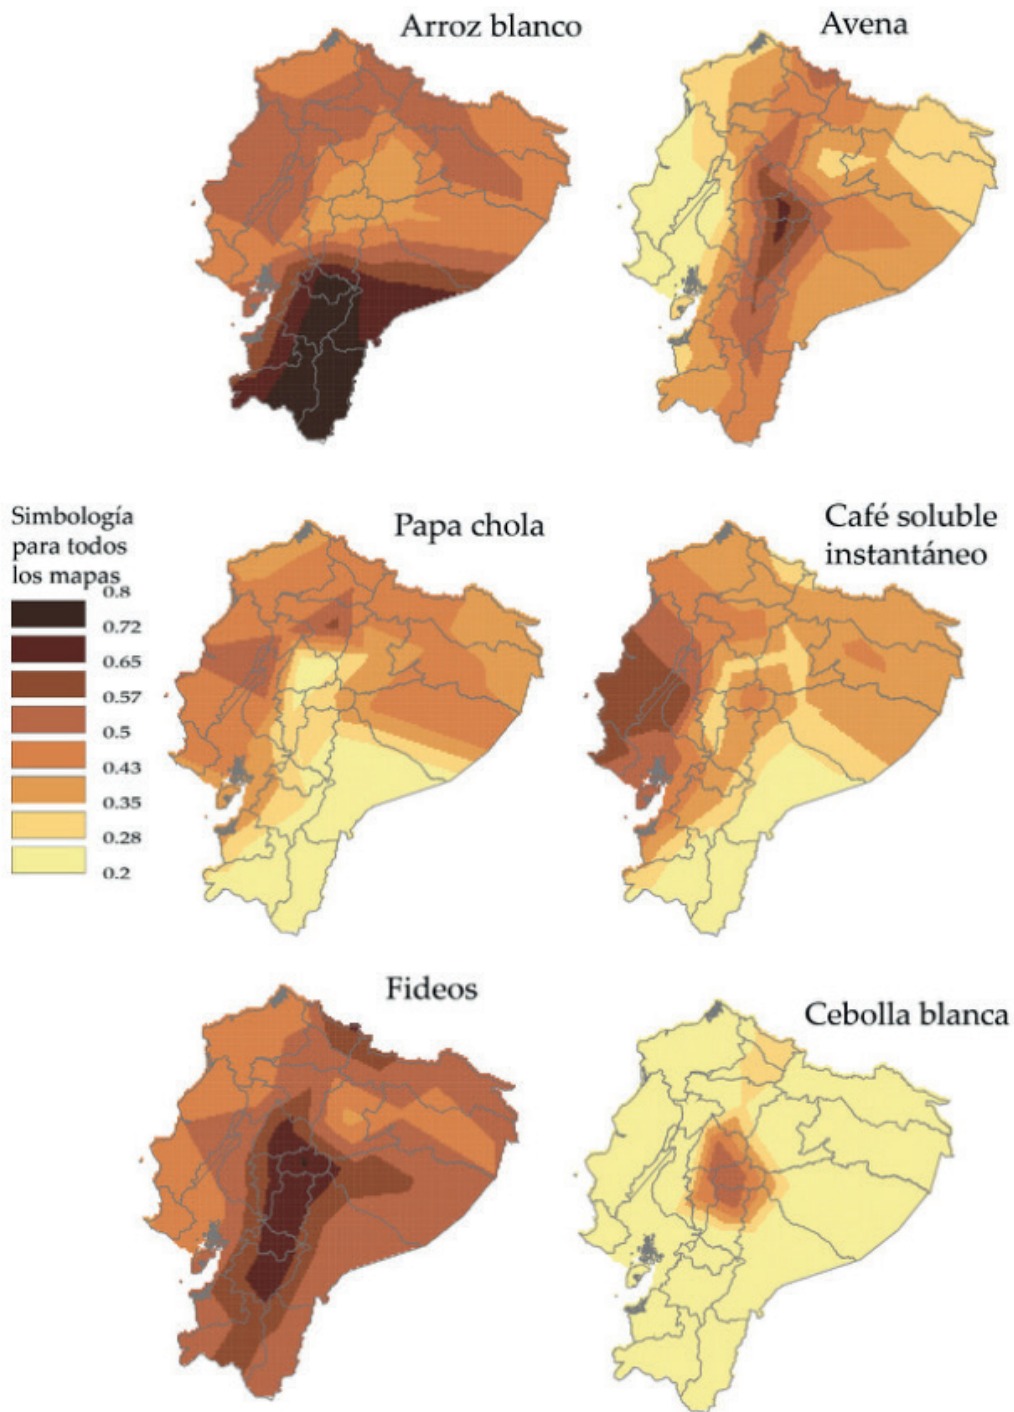 Arroz blanco
Avena
Simbología
para todos
los mapas
0.8
0.72
0.65
0.57
0.5
0.43
0.35
0.28
0.2
Papa chola
Café soluble
instantáneo
Fideos
Cebolla blanca